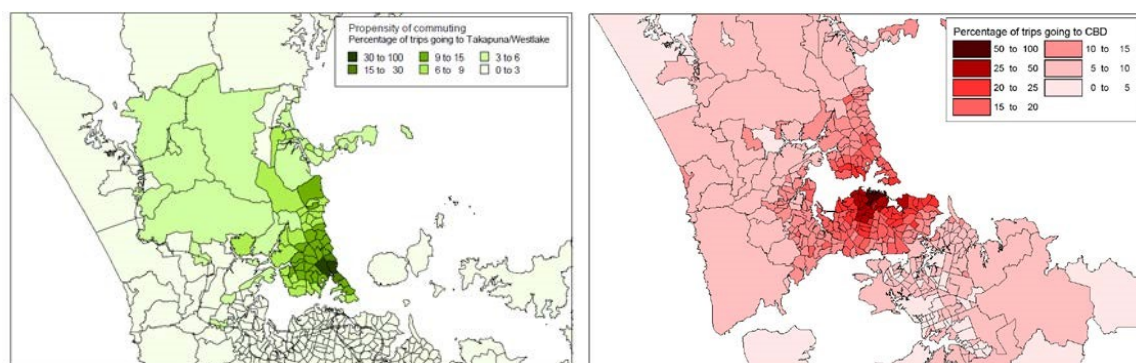 Propensity of commuting
Percentage of trips going to Takapuna/Westlake
30 to 100 9 to 15 3 to 6
15 to 30 6 to 9 0 to 3
Percentage of trips going to CBD
50 to 100 10 to 15
25 to 50 5 to 10
20 to 25 0 to 5
15 to 20